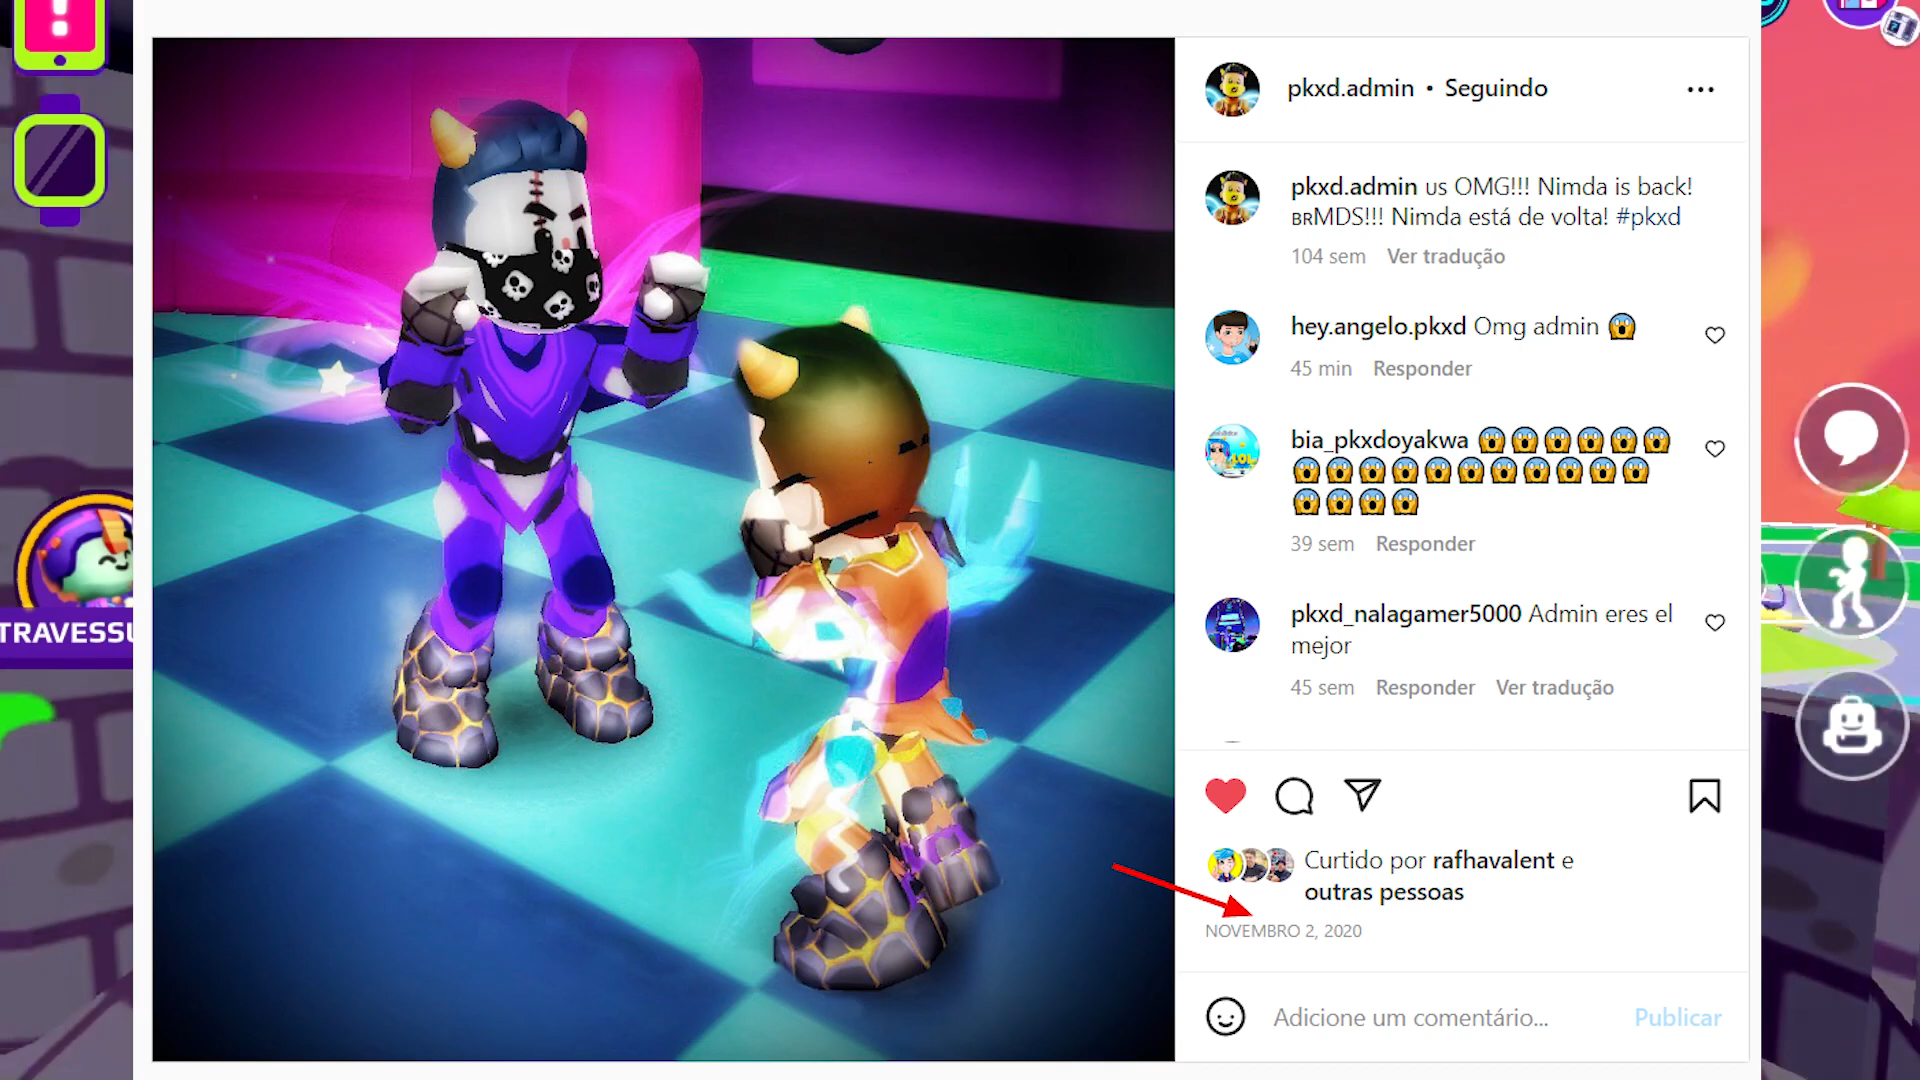 TRAVESSU
pkxd.admin • Seguindo
pkxd.admin us OMG!!! Nimda is back!
BRMDS!!! Nimda está de volta! #pkxd
104 sem Ver tradução
hey.angelo.pkxd Omg admin 😱
45 min Responder
bia_pkxdoyakwa 😱😱😱😱😱😱
😱😱😱😱😱😱😱😱😱😱😱
😱😱😱😱
39 sem Responder
pkxd_nalagamer5000 Admin eres el
mejor
45 sem Responder Ver tradução
Curtido por rafhavalent e
outras pessoas
NOVEMBRO 2, 2020
Adicione um comentário... Publicar